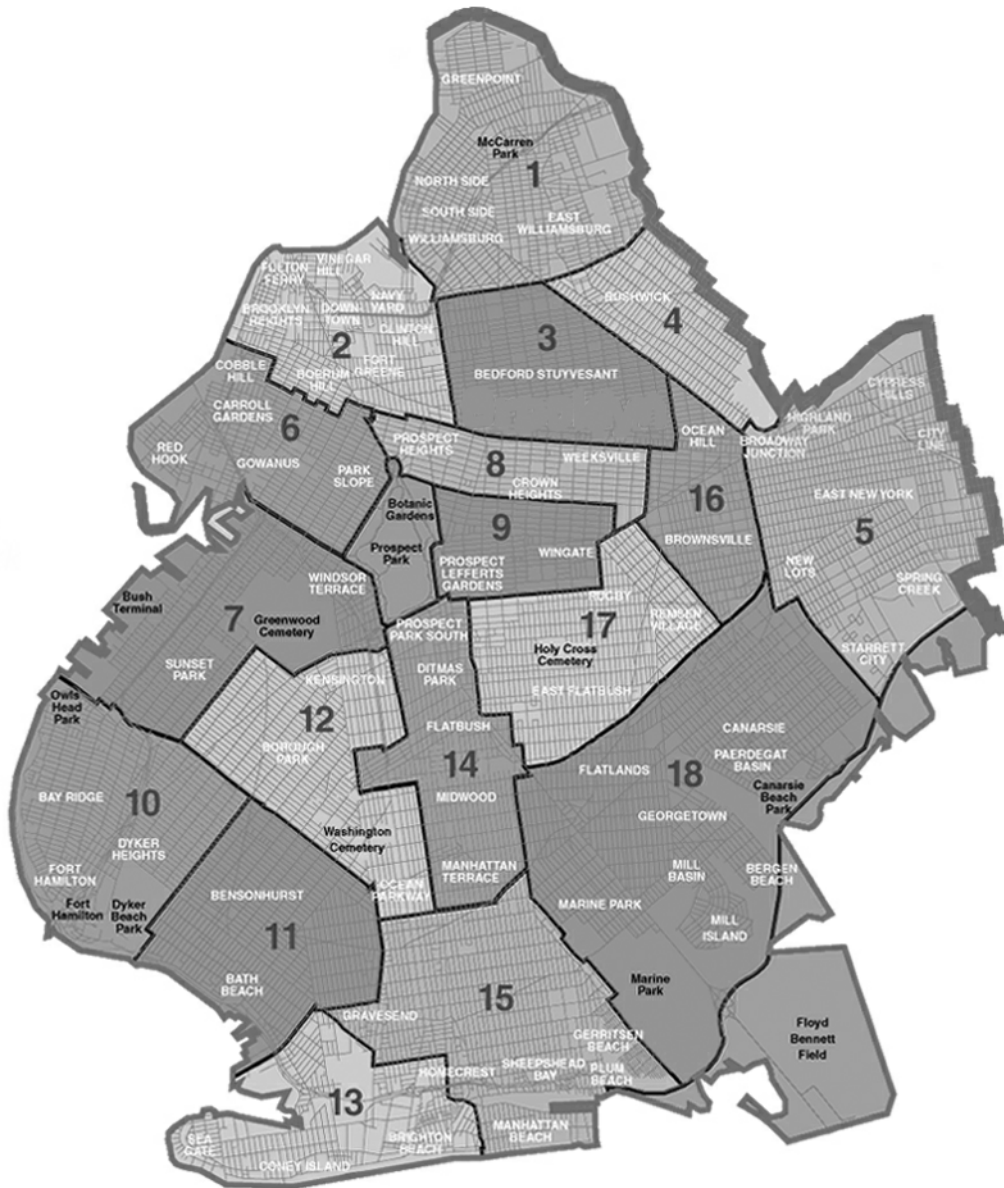 GREENPOINT
McCarren
Park
1
NORTH SIDE
SOUTH SIDE
EAST
WILLIAMSBURG
WILLIAMSBURG
VINEGAR
HILL
FULTON
FERRY
NAVY
YARD
BROOKLYN
HEIGHTS
DOWN-
TOWN
CLINTON
HILL
2
FORT
GREENE
BOERUM
HILL
BUSHWICK
4
3
BEDFORD STUYVESANT
COBBLE
HILL
CARROLL
GARDENS
6
RED
HOOK
GOWANUS
PARK
SLOPE
PROSPECT
HEIGHTS
8
WEEKSVILLE
CROWN
HEIGHTS
OCEAN
HILL
BROADWAY
JUNCTION
HIGHLAND
PARK
CYPRESS
HILLS
CITY
LINE
EAST NEW YORK
5
NEW
LOTS
SPRING
CREEK
STARRETT
CITY
16
BROWNSVILLE
Botanic
Gardens
Prospect
Park
9
WINGATE
PROSPECT
LEFFERTS
GARDENS
WINDSOR
TERRACE
Bush
Terminal
7
Greenwood
Cemetery
SUNSET
PARK
RUGBY
REMSEN
VILLAGE
17
Holy Cross
Cemetery
EAST FLATBUSH
PROSPECT
PARK SOUTH
DITMAS
PARK
FLATBUSH
14
MIDWOOD
MANHATTAN
TERRACE
KENSINGTON
12
BOROUGH
PARK
Washington
Cemetery
OCEAN
PARKWAY
Owls
Head
Park
BAY RIDGE
10
DYKER
HEIGHTS
FORT
HAMILTON
Fort
Hamilton
Dyker
Beach
Park
BENSONHURST
11
BATH
BEACH
CANARSIE
PAERDEGAT
BASIN
Canarsie
Beach
Park
FLATLANDS
18
GEORGETOWN
MILL
BASIN
BERGEN
BEACH
MARINE PARK
MILL
ISLAND
Marine
Park
Floyd
Bennett
Field
15
GRAVESEND
GERRITSEN
BEACH
HOMECREST
SHEEPSHEAD
BAY
PLUM
BEACH
13
SEA
GATE
CONEY ISLAND
BRIGHTON
BEACH
MANHATTAN
BEACH